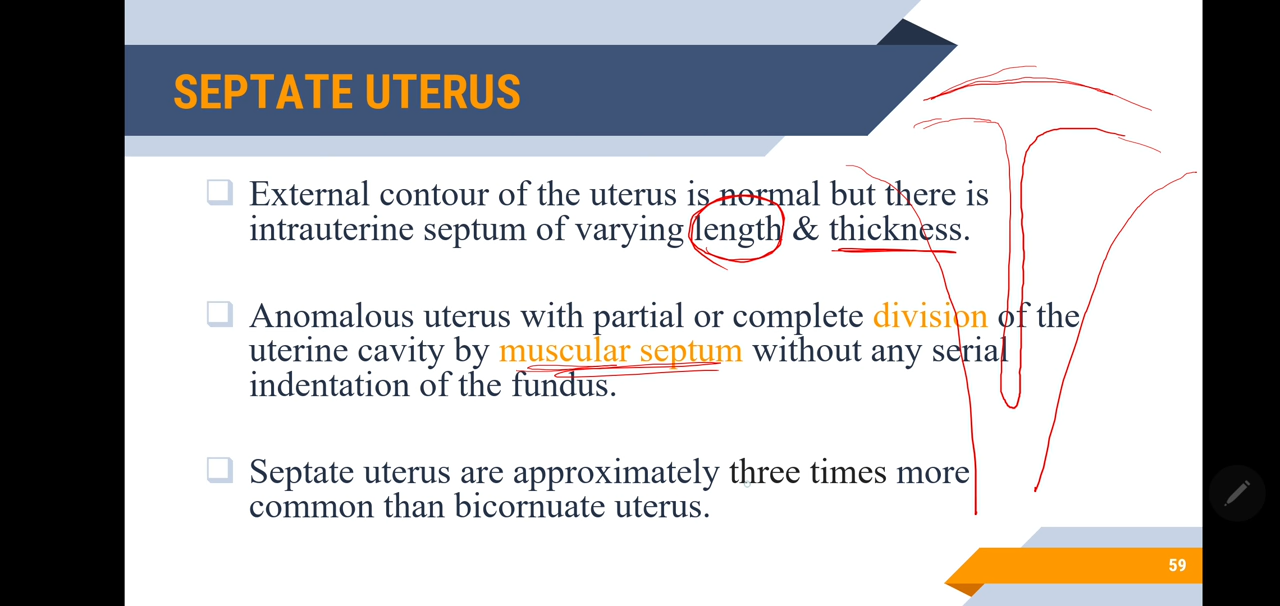 SEPTATE UTERUS
External contour of the uterus is normal but there is
intrauterine septum of varying length & thickness.
Anomalous uterus with partial or complete division of the
uterine cavity by muscular septum without any serial
indentation of the fundus.
Septate uterus are approximately three times more
common than bicornuate uterus.
59